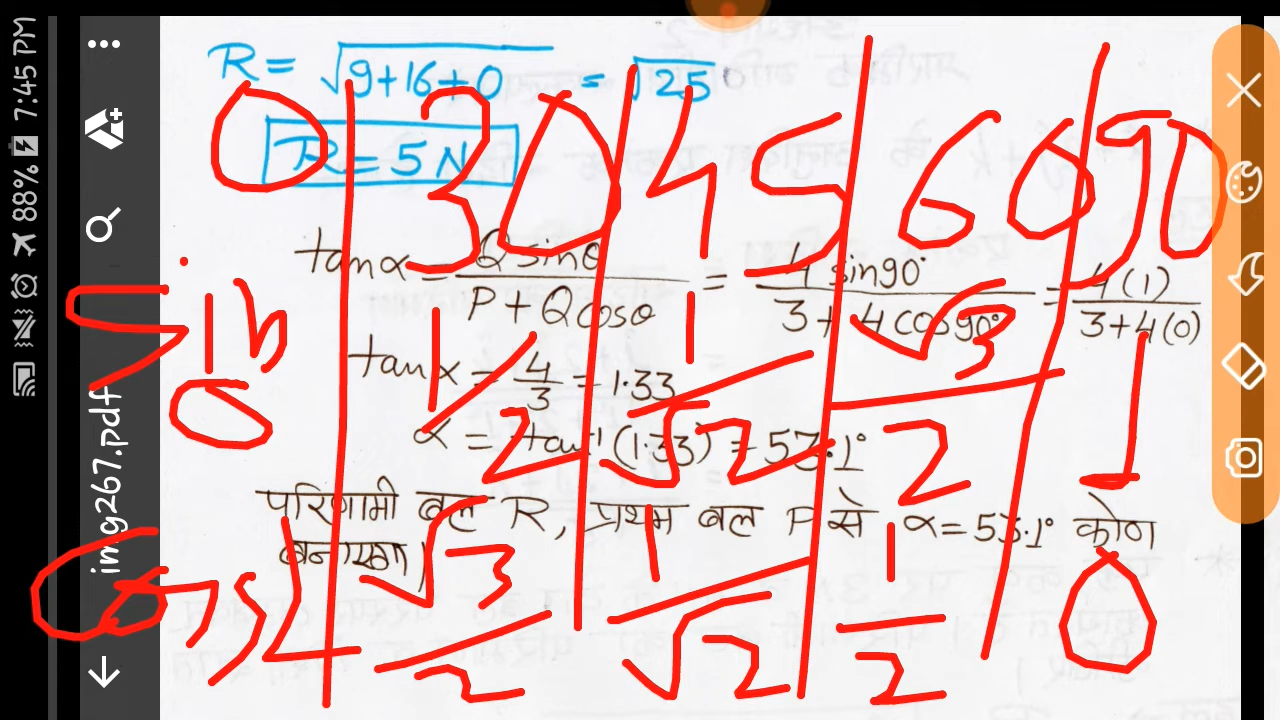 R = √9+16+0 = √25
R = 5 N
0 30 45 60 90
tanα = Q sinθ / P + Q cosθ = 4 sin90° / 3 + 4 cos90° = 4(1) / 3+4(0)
sin 0 1/2 1/√2 √3/2 1
tanα = 4/3 = 1.33
α = tan⁻¹ (1.33) = 53.1°
परिणामी बल R, प्रथम बल P से α = 53.1° कोण
बनाएगा।
cos 1 √3/2 1/√2 1/2 0
7:45 PM
88%
img267.pdf